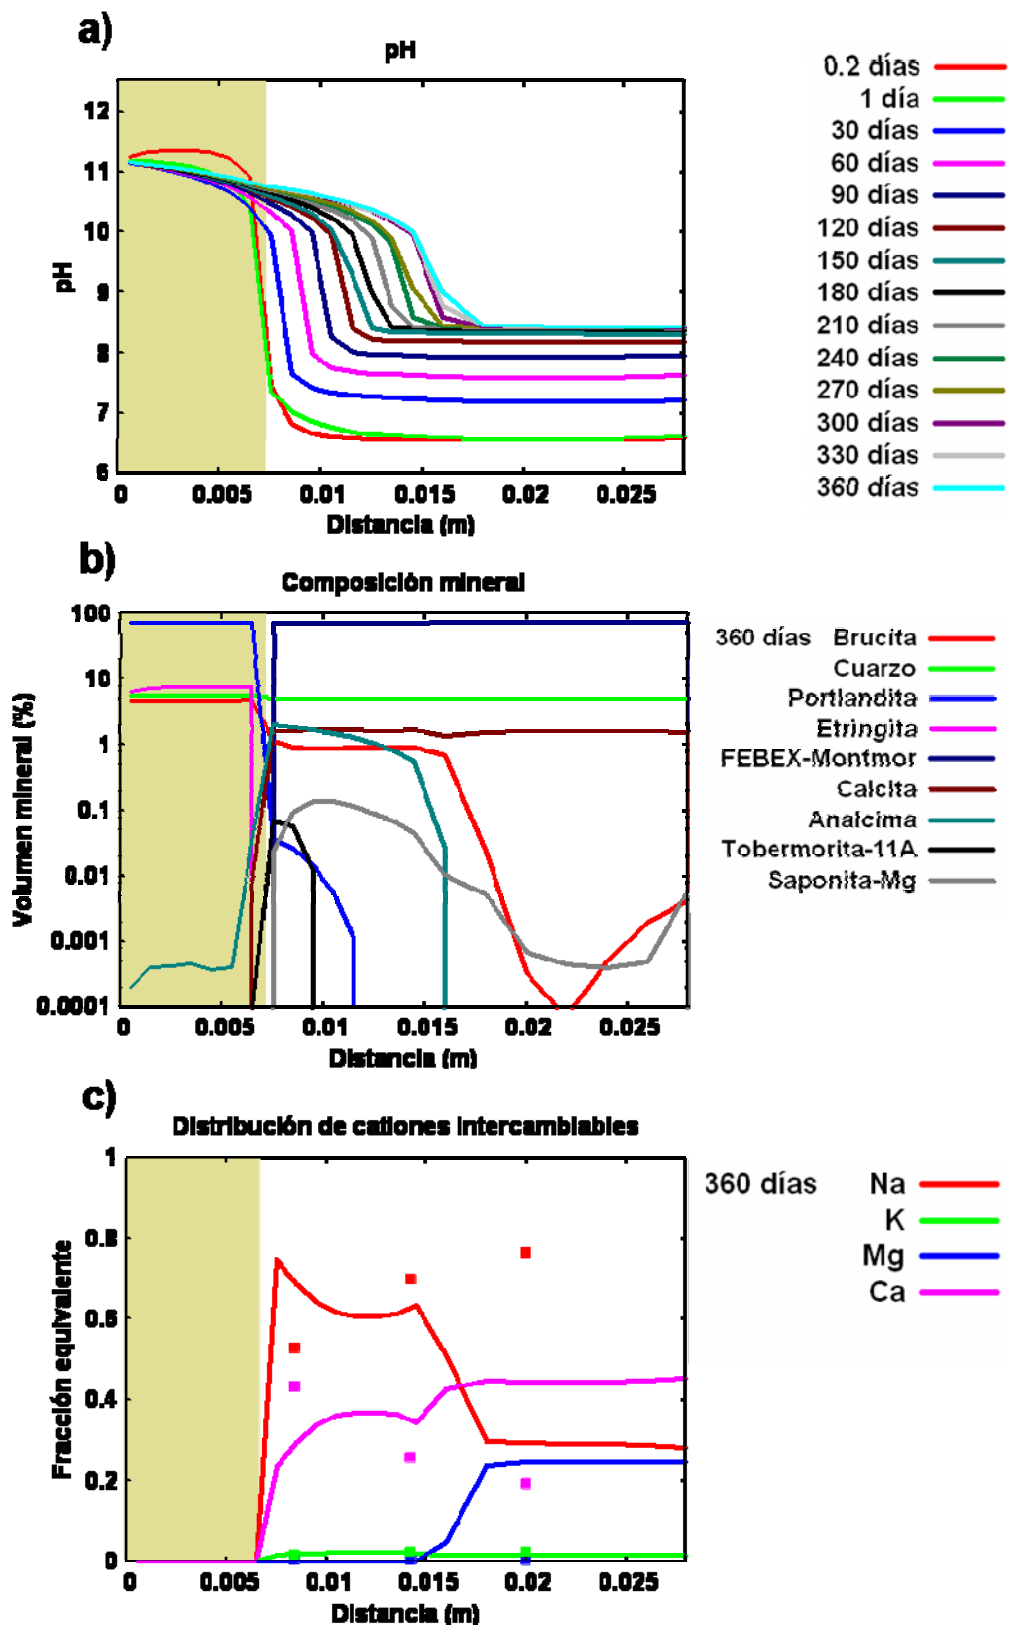 a)
pH
12
11
10
9
8
7
6
pH
0 0.005 0.01 0.015 0.02 0.025
Distancia (m)
0.2 días
1 día
30 días
60 días
90 días
120 días
150 días
180 días
210 días
240 días
270 días
300 días
330 días
360 días
b)
Composición mineral
100
10
1
0.1
0.01
0.001
0.0001
Volumen mineral (%)
0 0.005 0.01 0.015 0.02 0.025
Distancia (m)
360 días Brucita
Cuarzo
Portlandita
Etringita
FEBEX-Montmor
Calcita
Analcima
Tobermorita-11A
Saponita-Mg
c)
Distribución de cationes intercambiables
1
0.8
0.6
0.4
0.2
0
Fracción equivalente
0 0.005 0.01 0.015 0.02 0.025
Distancia (m)
360 días Na
K
Mg
Ca